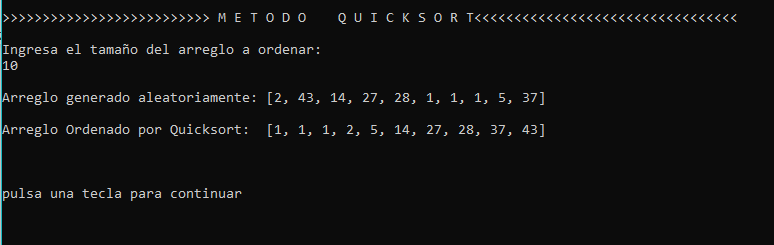 >>>>>>>>>>>>>>>>>>>>>>>>>> M E T O D O    Q U I C K S O R T<<<<<<<<<<<<<<<<<<<<<<<<<<<<<<<<<
Ingresa el tamaño del arreglo a ordenar:
10
Arreglo generado aleatoriamente: [2, 43, 14, 27, 28, 1, 1, 1, 5, 37]
Arreglo Ordenado por Quicksort:  [1, 1, 1, 2, 5, 14, 27, 28, 37, 43]
pulsa una tecla para continuar